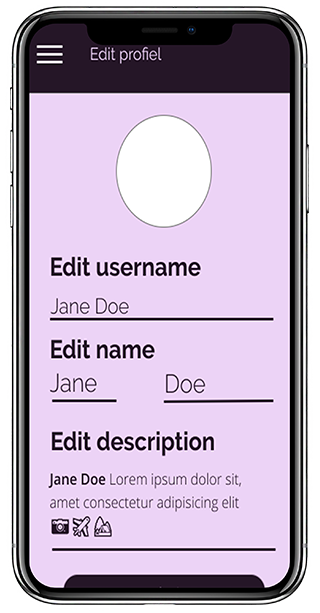 Edit profiel
Edit username
Jane Doe
Edit name
Jane Doe
Edit description
Jane Doe Lorem ipsum dolor sit,
amet consectetur adipisicing elit